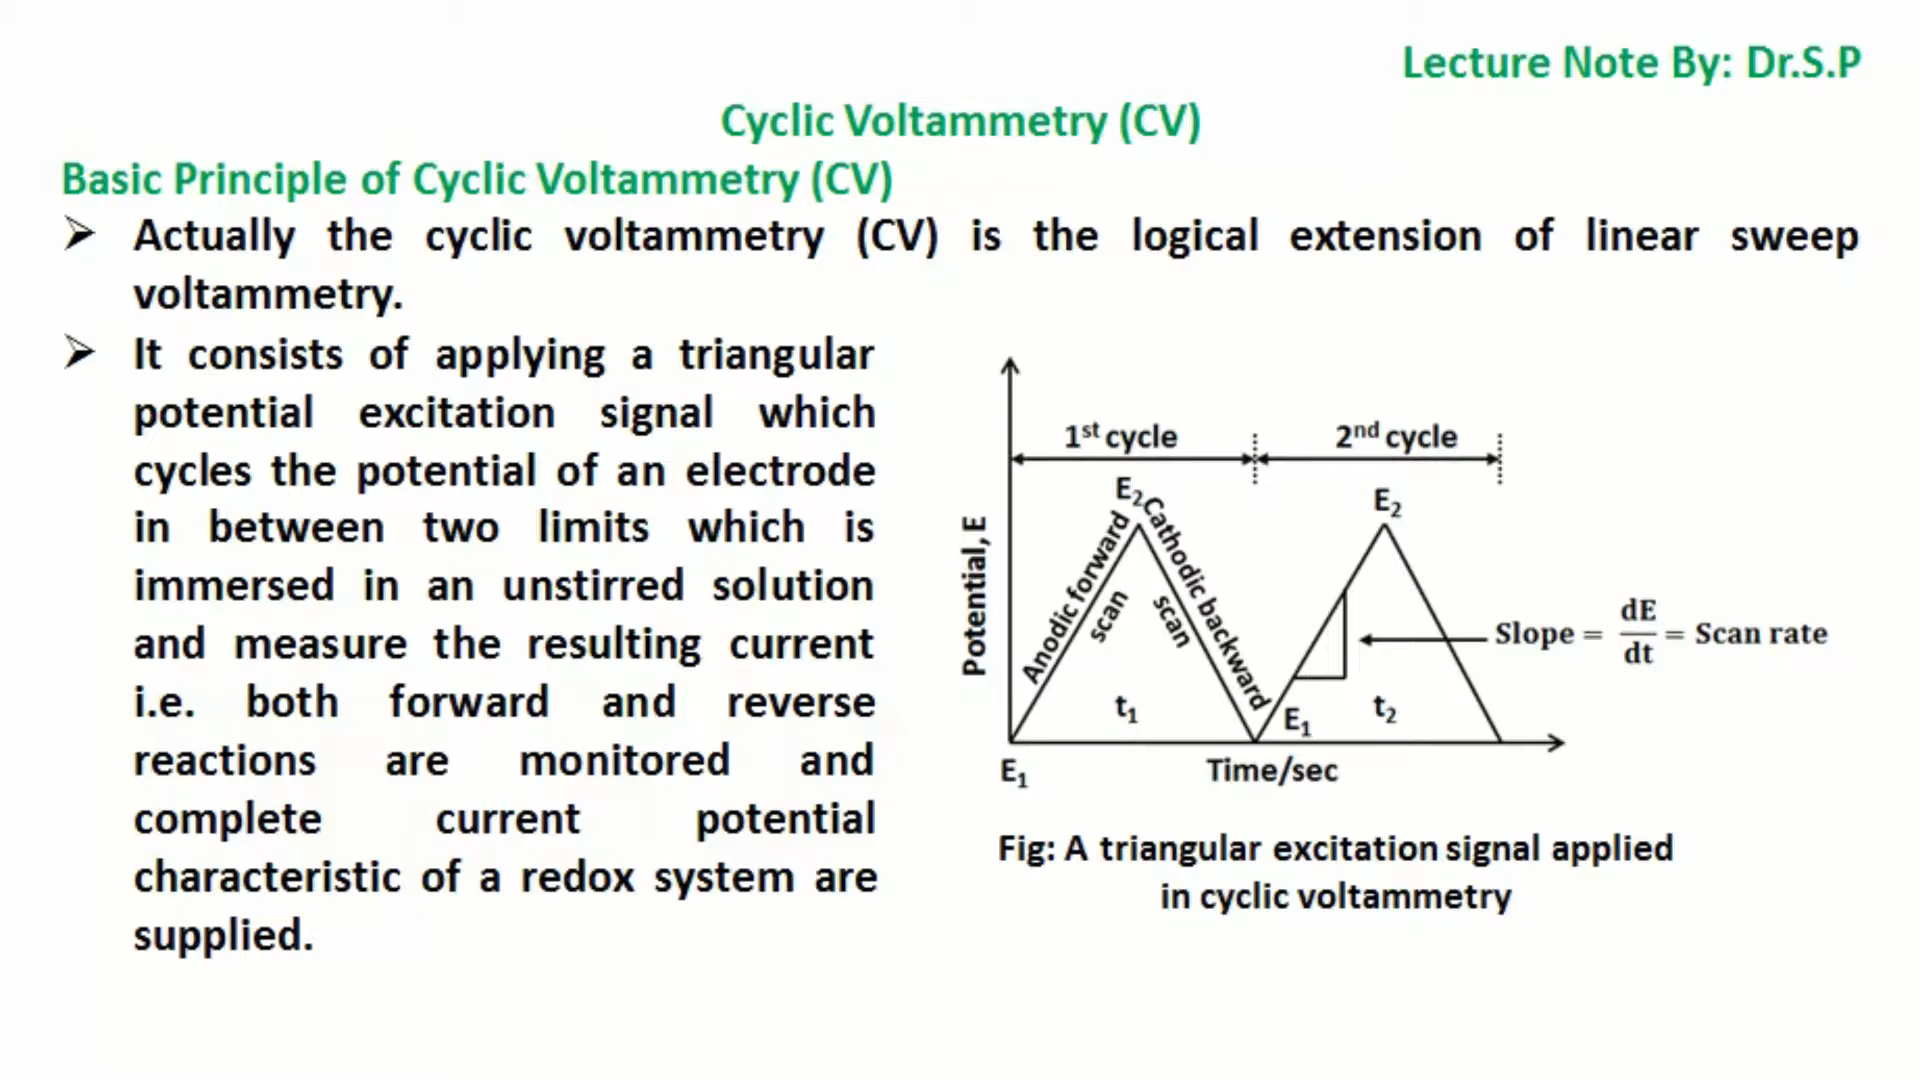 Lecture Note By: Dr.S.P
Cyclic Voltammetry (CV)
Basic Principle of Cyclic Voltammetry (CV)
➢ Actually the cyclic voltammetry (CV) is the logical extension of linear sweep
voltammetry.
➢ It consists of applying a triangular
potential excitation signal which
cycles the potential of an electrode
in between two limits which is
immersed in an unstirred solution
and measure the resulting current
i.e. both forward and reverse
reactions are monitored and
complete current potential
characteristic of a redox system are
supplied.
1st cycle
2nd cycle
E2
E2
Potential, E
Anodic forward
scan
Cathodic backward
scan
Slope = dE/dt = Scan rate
t1
E1
t2
E1
Time/sec
Fig: A triangular excitation signal applied
in cyclic voltammetry